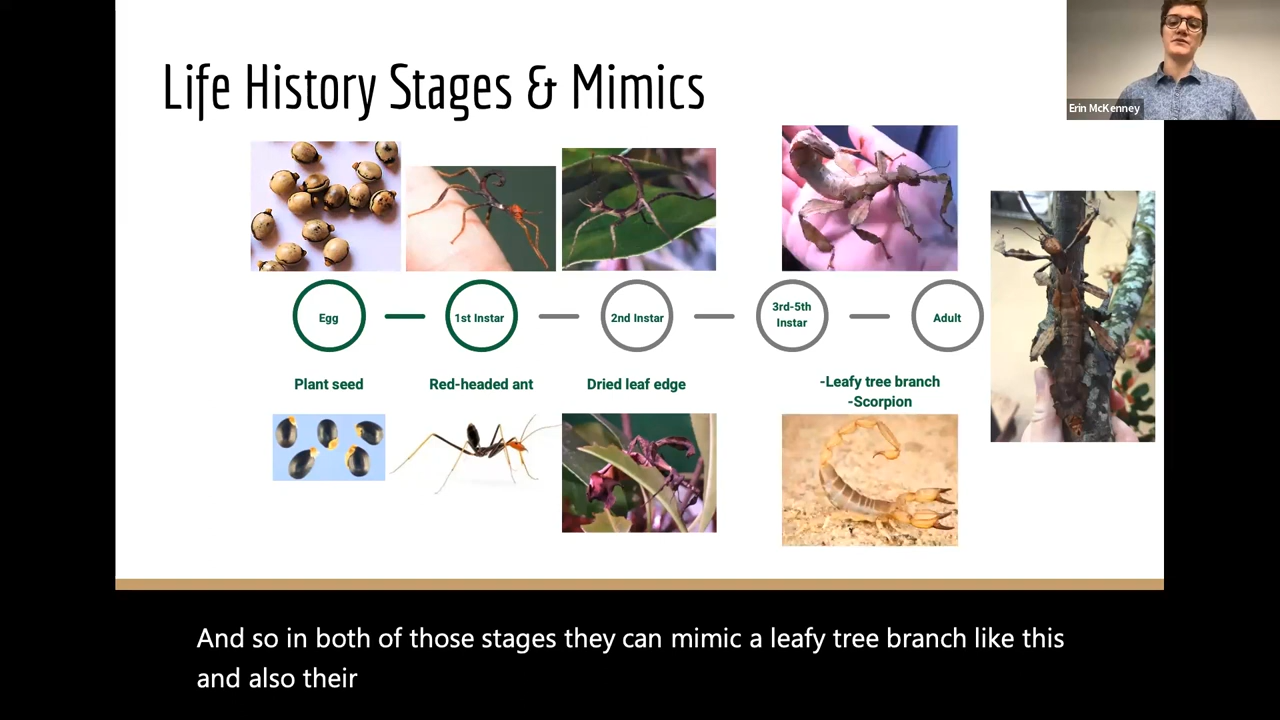 Life History Stages & Mimics
Erin McKenney
Egg
1st Instar
2nd Instar
3rd-5th
Instar
Adult
Plant seed
Red-headed ant
Dried leaf edge
-Leafy tree branch
-Scorpion
And so in both of those stages they can mimic a leafy tree branch like this
and also their